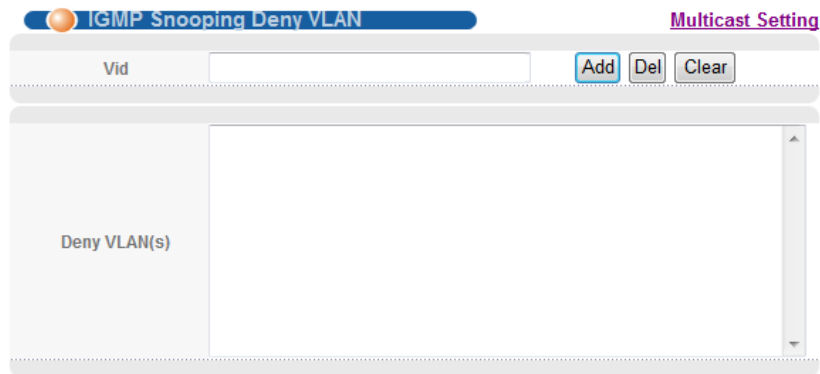 IGMP Snooping Deny VLAN Multicast Setting
Vid Add Del Clear
Deny VLAN(s)